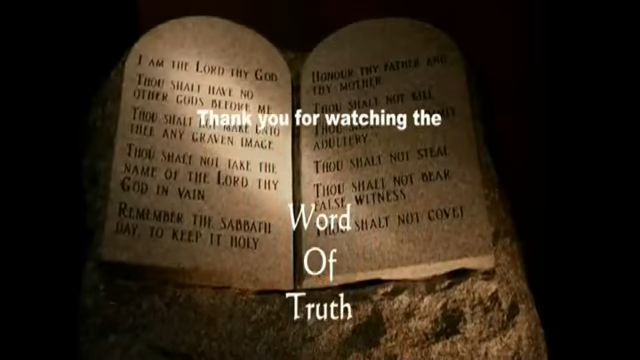 I AM THE LORD THY GOD
THOU SHALT HAVE NO
OTHER GODS BEFORE ME
THOU SHALT NOT MAKE UNTO
THEE ANY GRAVEN IMAGE
THOU SHALT NOT TAKE THE
NAME OF THE LORD THY
GOD IN VAIN
REMEMBER THE SABBATH
DAY, TO KEEP IT HOLY
HONOUR THY FATHER AND
THY MOTHER
THOU SHALT NOT KILL
ADULTERY
THOU SHALT NOT STEAL
THOU SHALT NOT BEAR
FALSE WITNESS
THOU SHALT NOT COVET
Thank you for watching the
Word
Of
Truth